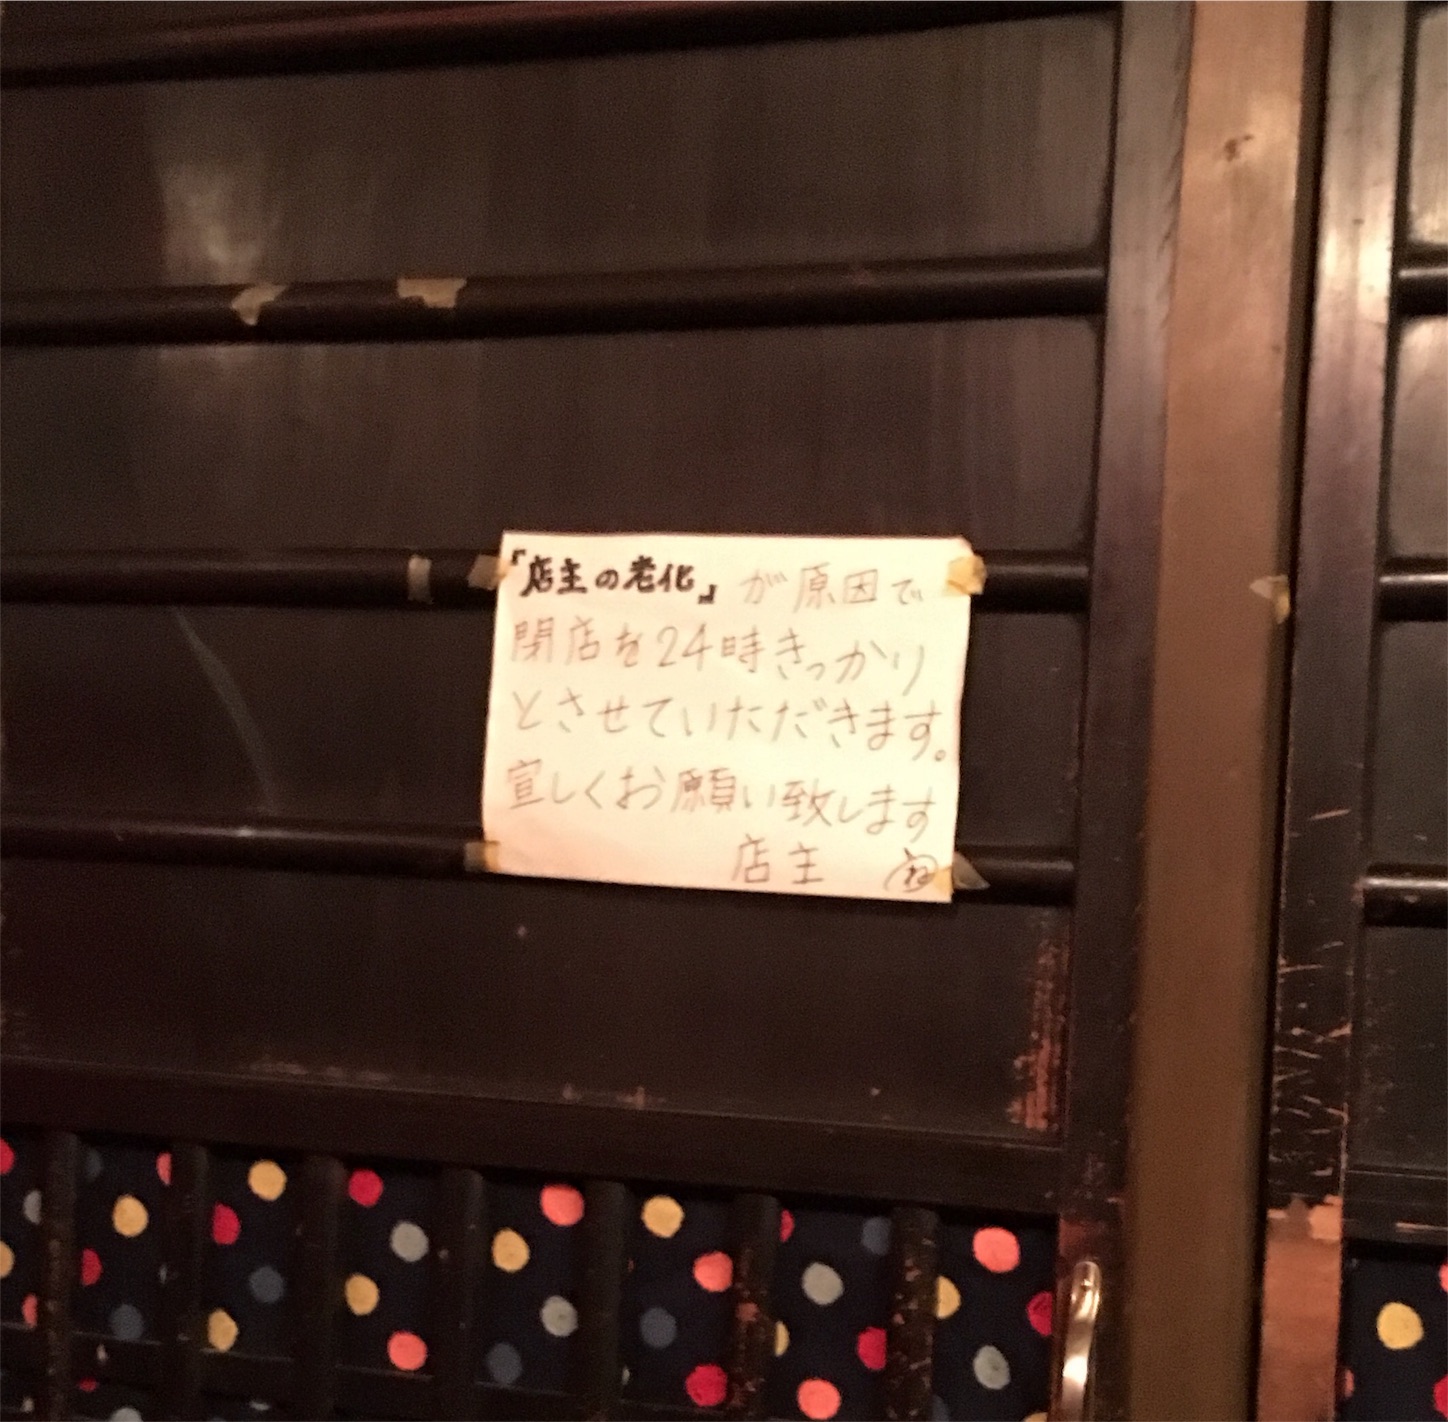 『店主の老化』が原因で
閉店を24時きっかり
とさせていただきます。
宣しくお願い致します
店主